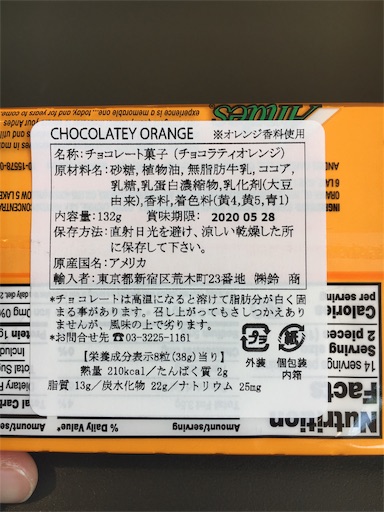 CHOCOLATEY ORANGE ※オレンジ香料使用
名称:チョコレート菓子(チョコラティオレンジ)
原材料名:砂糖, 植物油, 無脂肪牛乳, ココア,
乳糖,乳蛋白濃縮物,乳化剤(大豆
由来),香料,着色料(黄4,黄5,青1)
内容量:132g 賞味期限: 2020 05 28
保存方法:直射日光を避け、涼しい乾燥した所
に保存して下さい。
原産国名:アメリカ
輸入者:東京都新宿区荒木町23番地 ㈱鈴 商
*チョコレートは高温になると溶けて脂肪分が白く固
まる事があります。召し上がってもさしつかえあり
ませんが、風味の上で劣ります。
*お問合せ先 ☎03-3225-1161
【栄養成分表示8粒(38g)当り】
熱量 210kcal/たんぱく質 2g
脂質 13g/炭水化物 22g/ナトリウム 25mg
プラ
外装
紙
個包装
内箱
Andes
Nutrition
Facts
14 servings
Serving
2 pieces
Calories
per serving
% Daily Value*
Amount/ser